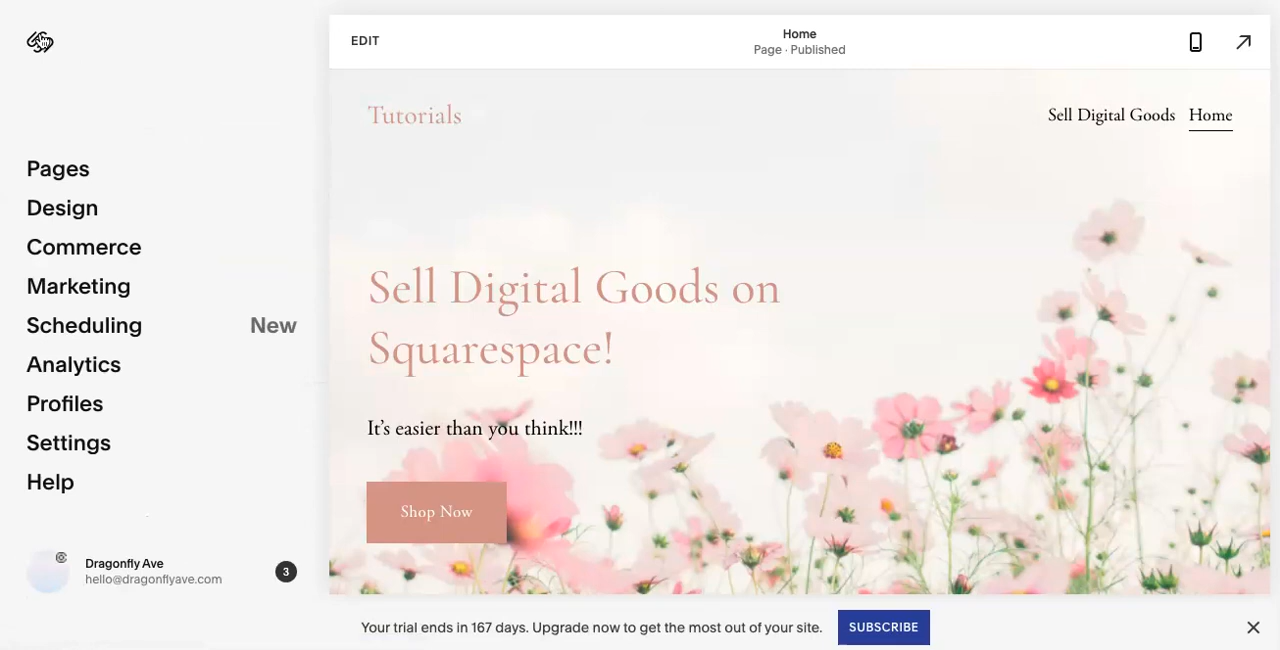 EDIT
Home
Page · Published
Tutorials
Sell Digital Goods Home
Pages
Design
Commerce
Marketing
Scheduling New
Analytics
Profiles
Settings
Help
Sell Digital Goods on
Squarespace!
It's easier than you think!!!
Shop Now
Dragonfly Ave
hello@dragonflyave.com
3
Your trial ends in 167 days. Upgrade now to get the most out of your site. SUBSCRIBE